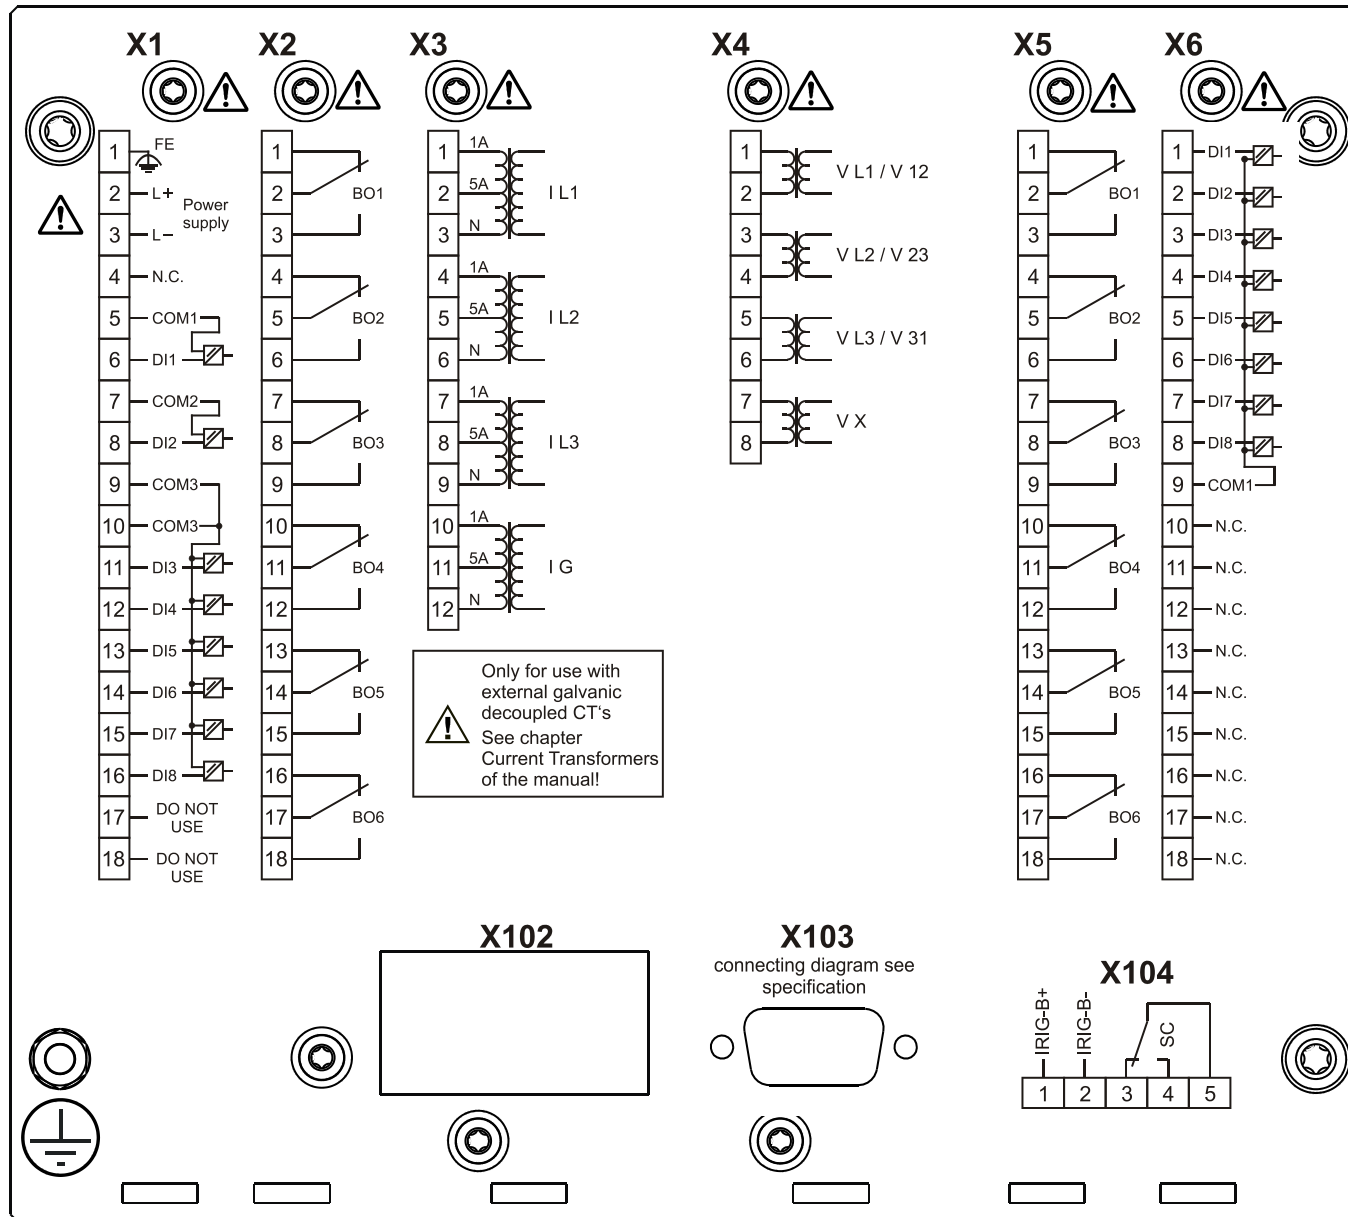 X1
X2
X3
X4
X5
X6
1 FE
2 L+
Power
supply
3 L–
4 N.C.
5 COM1
6 DI1
7 COM2
8 DI2
9 COM3
10 COM3
11 DI3
12 DI4
13 DI5
14 DI6
15 DI7
16 DI8
17 DO NOT
USE
18 DO NOT
USE
1
2 BO1
3
4
5 BO2
6
7
8 BO3
9
10
11 BO4
12
13
14 BO5
15
16
17 BO6
18
1 1A
2 5A I L1
3 N
4 1A
5 5A I L2
6 N
7 1A
8 5A I L3
9 N
10 1A
11 5A I G
12 N
Only for use with
external galvanic
decoupled CT‘s
See chapter
Current Transformers
of the manual!
1
V L1 / V 12
2
3
V L2 / V 23
4
5
V L3 / V 31
6
7
V X
8
1
2 BO1
3
4
5 BO2
6
7
8 BO3
9
10
11 BO4
12
13
14 BO5
15
16
17 BO6
18
1 DI1
2 DI2
3 DI3
4 DI4
5 DI5
6 DI6
7 DI7
8 DI8
9 COM1
10 N.C.
11 N.C.
12 N.C.
13 N.C.
14 N.C.
15 N.C.
16 N.C.
17 N.C.
18 N.C.
X102
X103
connecting diagram see
specification
X104
IRIG-B+
IRIG-B-
SC
1 2 3 4 5